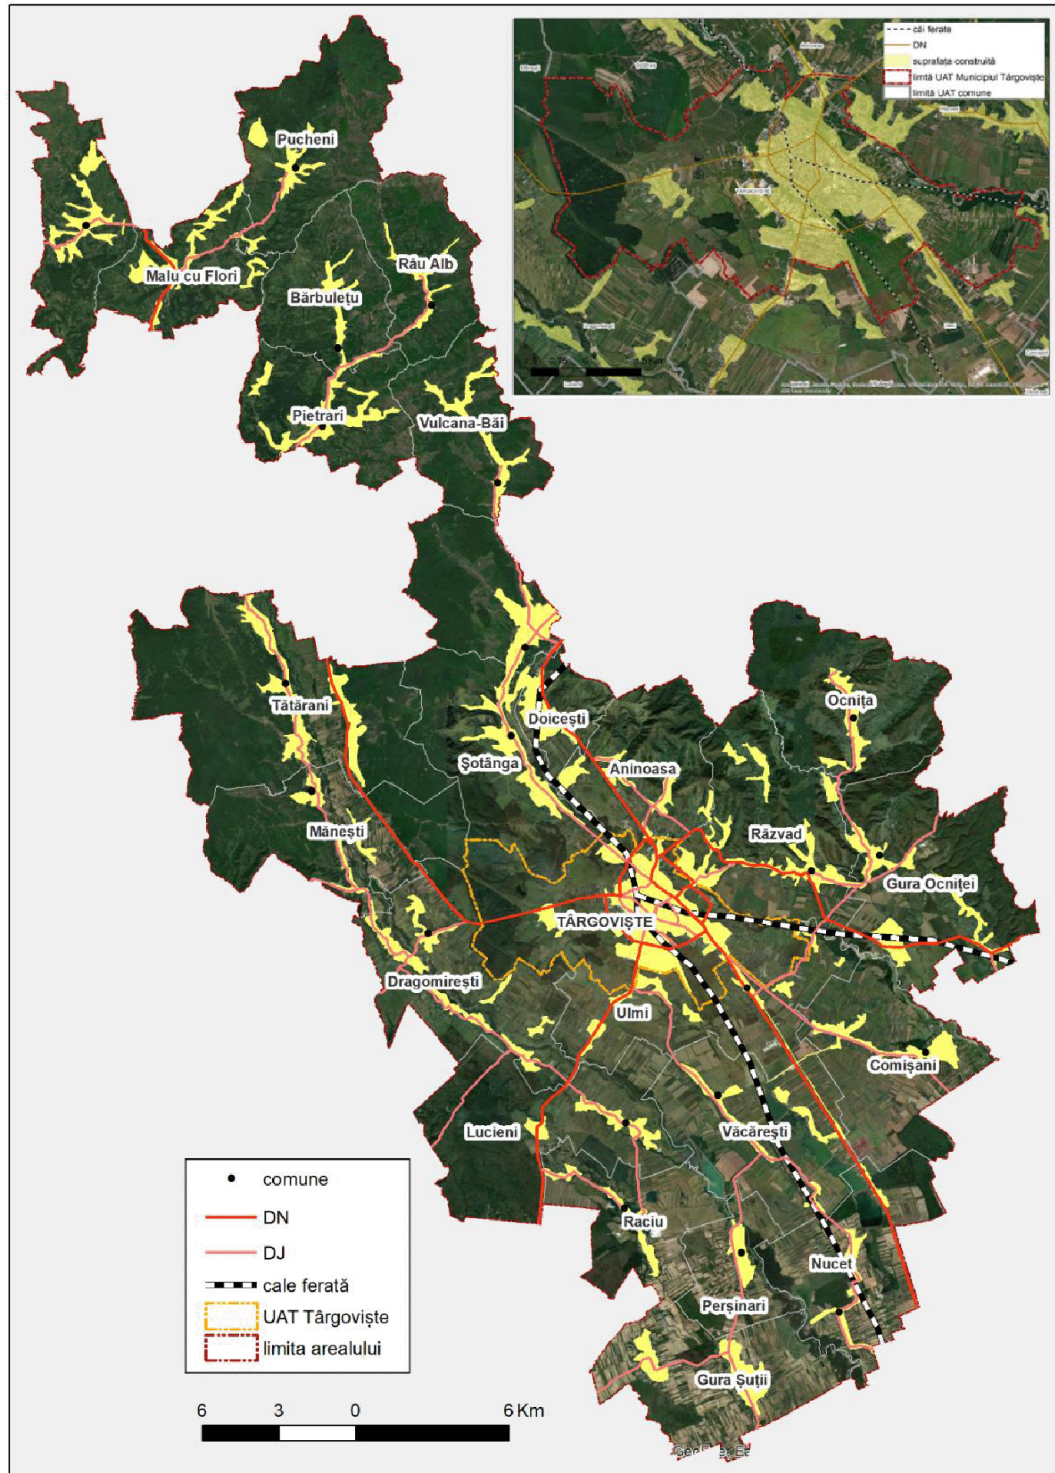 căi ferate
DN
suprafața construită
limtă UAT Municipiul Târgoviște
limită UAT comune
Pucheni
Malu cu Flori
Râu Alb
Bărbulețu
Pietrari
Vulcana-Băi
Tătărani
Doicești
Șotânga
Aninoasa
Ocnița
Mănești
Răzvad
Gura Ocniței
TÂRGOVIȘTE
Dragomirești
Ulmi
Comișani
Lucieni
Văcărești
Raciu
Nucet
Perșinari
Gura Șuții
comune
DN
DJ
cale ferată
UAT Târgoviște
limita arealului
6 3 0 6 Km